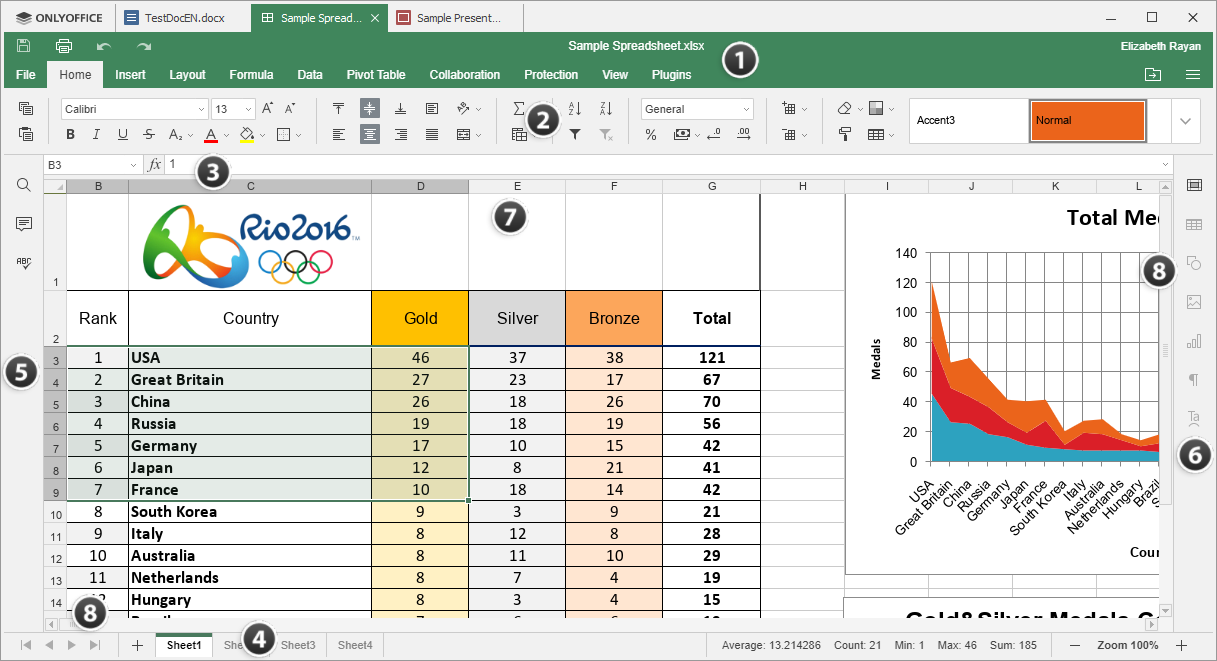 ONLYOFFICE TestDocEN.docx Sample Spread... Sample Present...
Sample Spreadsheet.xlsx 1 Elizabeth Rayan
File Home Insert Layout Formula Data Pivot Table Collaboration Protection View Plugins
Calibri 13 General
2 Accent3 Normal
B3 fx 1
3
B C D E F G H I J K L
Rio2016™ 7 Total Med
1
2 Rank Country Gold Silver Bronze Total
3 1 USA 46 37 38 121
4 2 Great Britain 27 23 17 67
5 3 China 26 18 26 70
6 4 Russia 19 18 19 56
7 5 Germany 17 10 15 42
8 6 Japan 12 8 21 41
9 7 France 10 18 14 42
10 8 South Korea 9 3 9 21
11 9 Italy 8 12 8 28
12 10 Australia 8 11 10 29
13 11 Netherlands 8 7 4 19
14 12 Hungary 8 3 4 15
5
8
140
120
100
80
60
40
20
0
Medals
USA
Great Britain
China
Russia
Germany
Japan
France
South Korea
Italy
Australia
Netherlands
Hungary
Brazil
Coun
Gold&Silver Medals
8
6
4
Sheet1 Sheet3 Sheet4
Average: 13.214286 Count: 21 Min: 1 Max: 46 Sum: 185 Zoom 100%